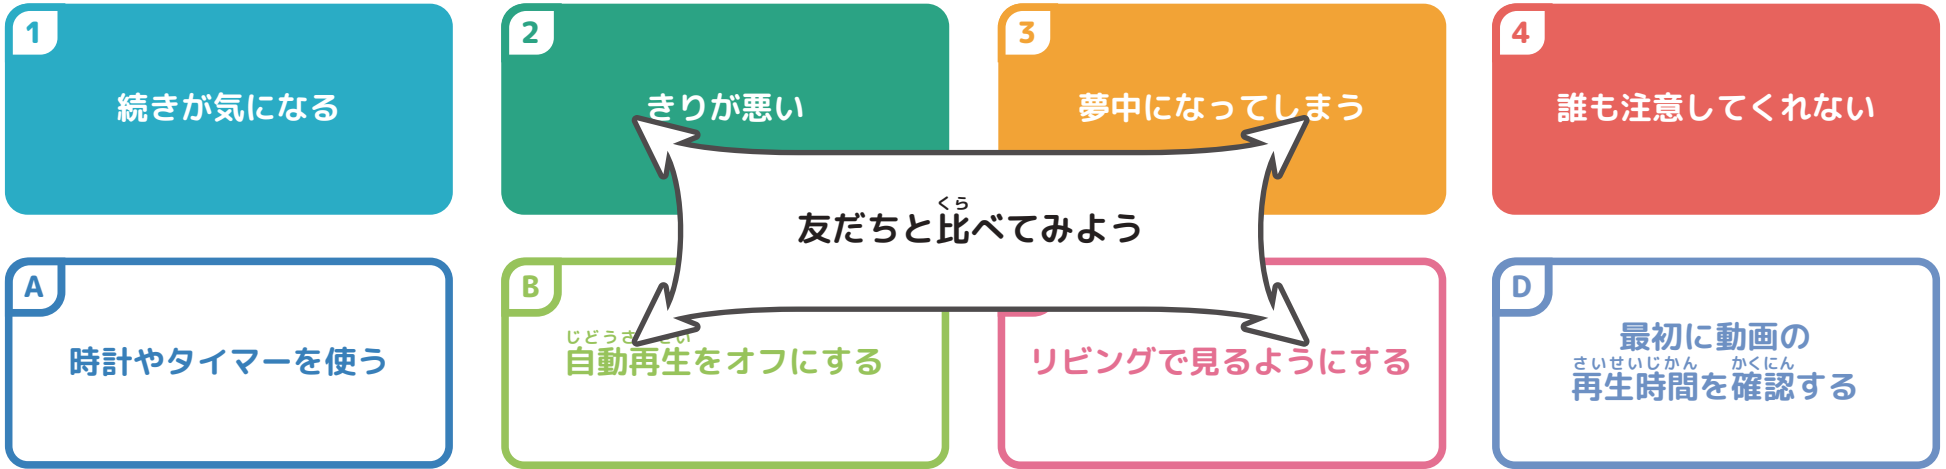 1
続きが気になる
2
きりが悪い
3
夢中になってしまう
4
誰も注意してくれない
くら
友だちと比べてみよう
A
時計やタイマーを使う
B
自動再生をオフにする
リビングで見るようにする
D
最初に動画の
さいせいじかん かくにん
再生時間を確認する